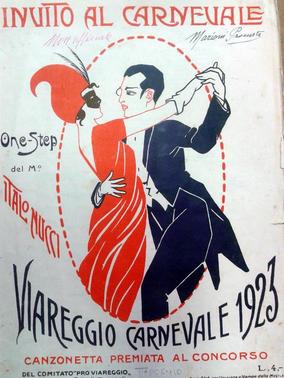 INVITO AL CARNEVALE
One-Step
del Mº
ITALO NUCCI
VIAREGGIO CARNEVALE 1923
CANZONETTA PREMIATA AL CONCORSO
DEL COMITATO "PRO VIAREGGIO"
L. 4.-